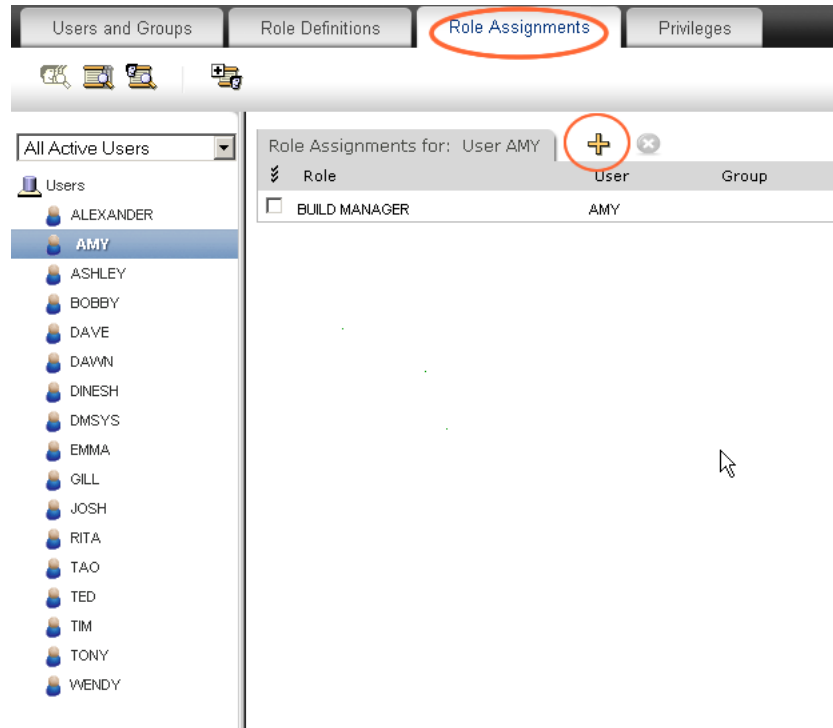 Users and Groups
Role Definitions
Role Assignments
Privileges
All Active Users
Users
ALEXANDER
AMY
ASHLEY
BOBBY
DAVE
DAWN
DINESH
DMSYS
EMMA
GILL
JOSH
RITA
TAO
TED
TIM
TONY
WENDY
Role Assignments for: User AMY
Role User Group
BUILD MANAGER AMY